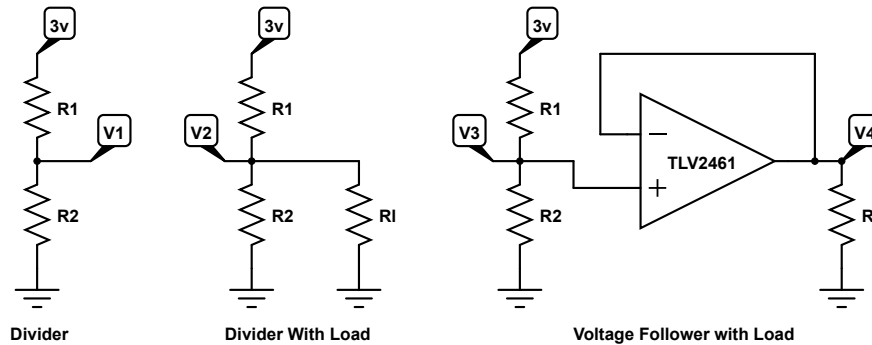 3v
R1
V1
R2
Divider
3v
R1
V2
R2
Rl
Divider With Load
3v
R1
V3
R2
TLV2461
V4
Voltage Follower with Load